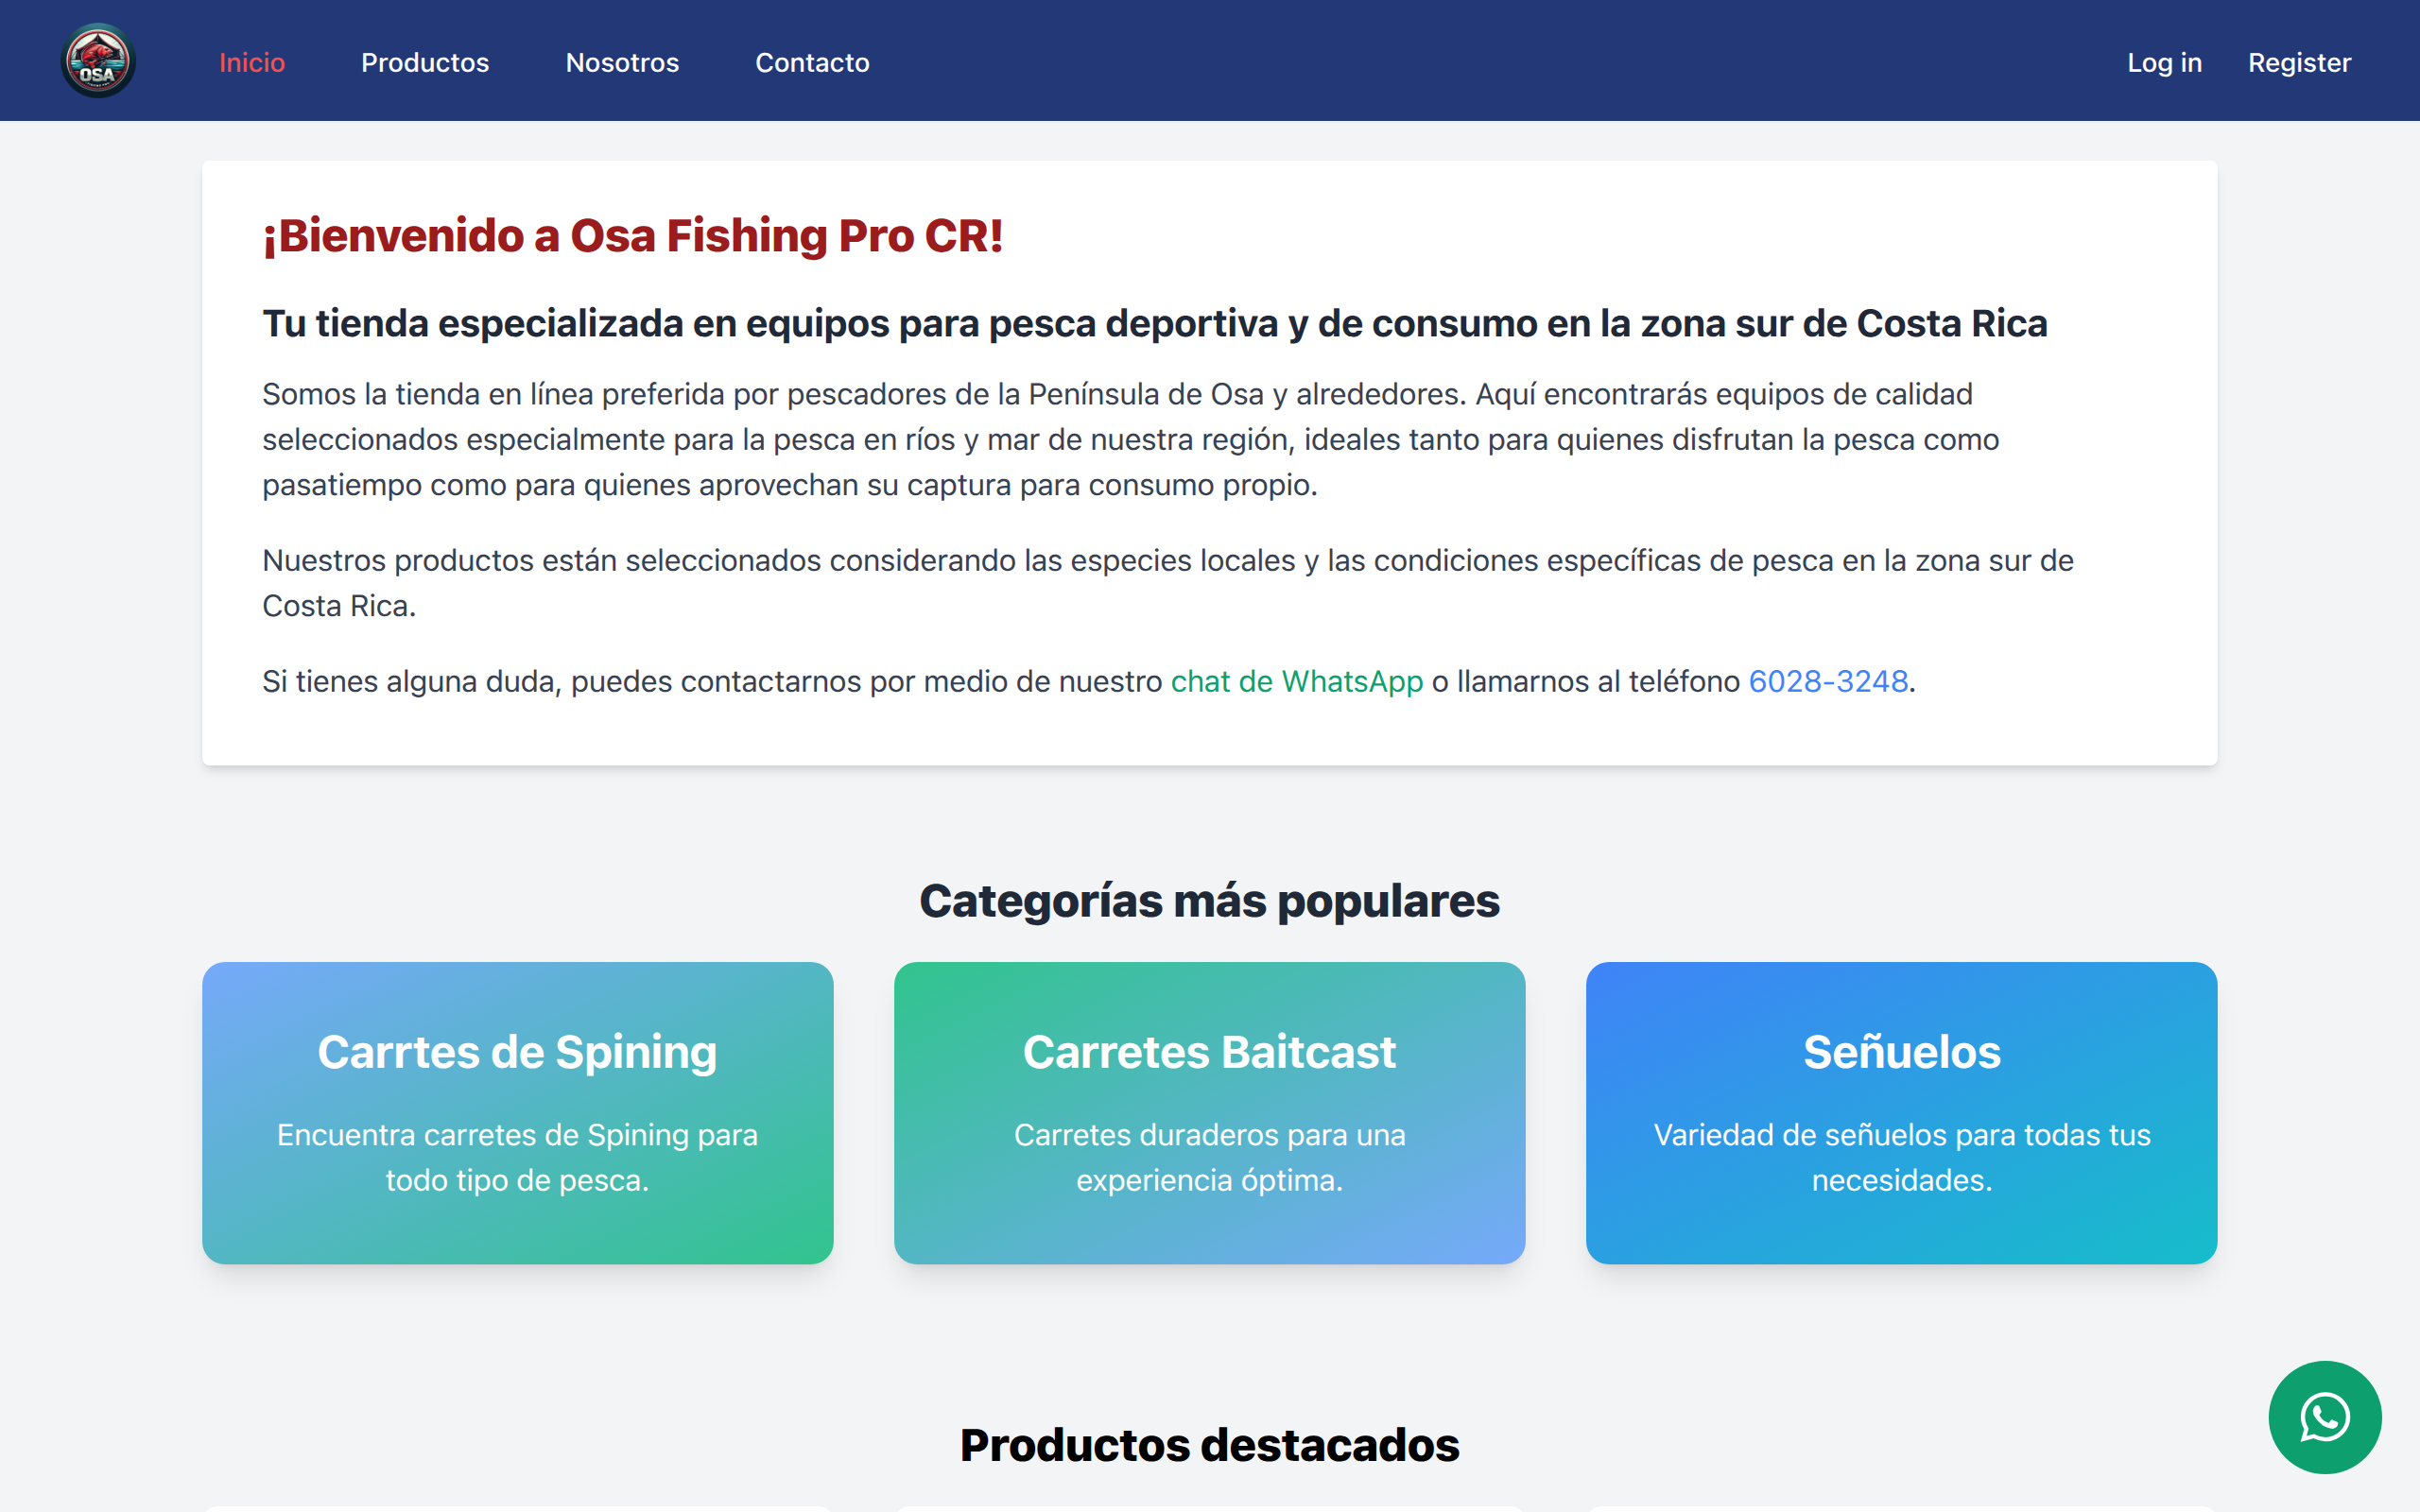 OSA
Inicio
Productos
Nosotros
Contacto
Log in
Register
¡Bienvenido a Osa Fishing Pro CR!
Tu tienda especializada en equipos para pesca deportiva y de consumo en la zona sur de Costa Rica
Somos la tienda en línea preferida por pescadores de la Península de Osa y alrededores. Aquí encontrarás equipos de calidad
seleccionados especialmente para la pesca en ríos y mar de nuestra región, ideales tanto para quienes disfrutan la pesca como
pasatiempo como para quienes aprovechan su captura para consumo propio.
Nuestros productos están seleccionados considerando las especies locales y las condiciones específicas de pesca en la zona sur de
Costa Rica.
Si tienes alguna duda, puedes contactarnos por medio de nuestro chat de WhatsApp o llamarnos al teléfono 6028-3248.
Categorías más populares
Carrtes de Spining
Encuentra carretes de Spining para
todo tipo de pesca.
Carretes Baitcast
Carretes duraderos para una
experiencia óptima.
Señuelos
Variedad de señuelos para todas tus
necesidades.
Productos destacados